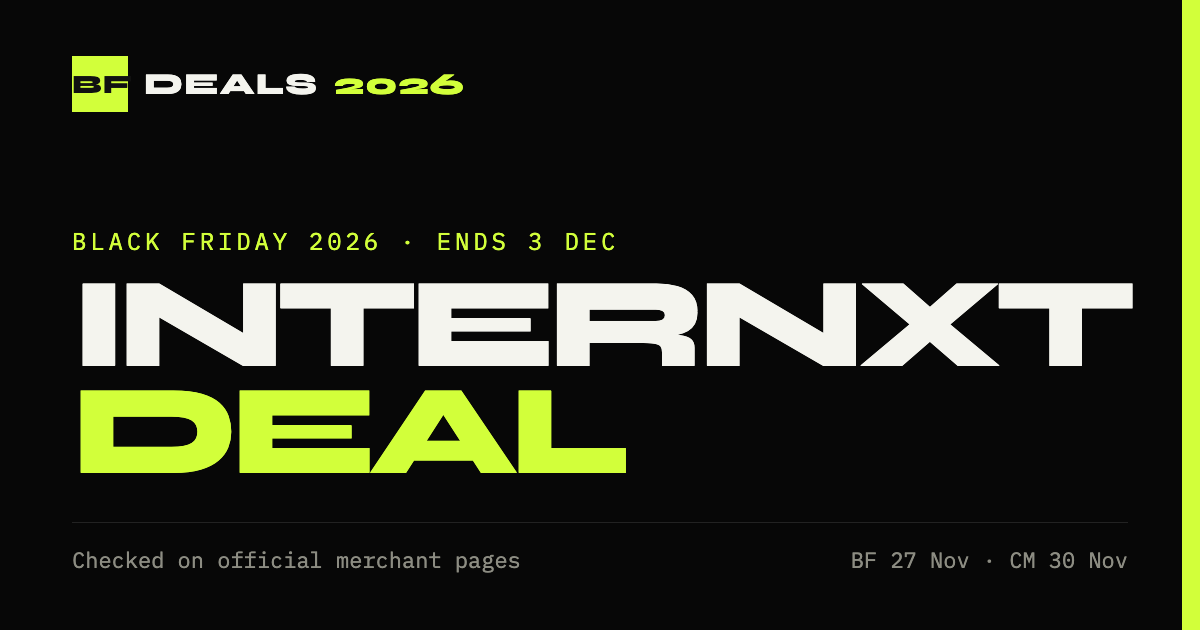 BF DEALS 2026
BLACK FRIDAY 2026 · ENDS 3 DEC
INTERNXT
DEAL
Checked on official merchant pages
BF 27 Nov · CM 30 Nov